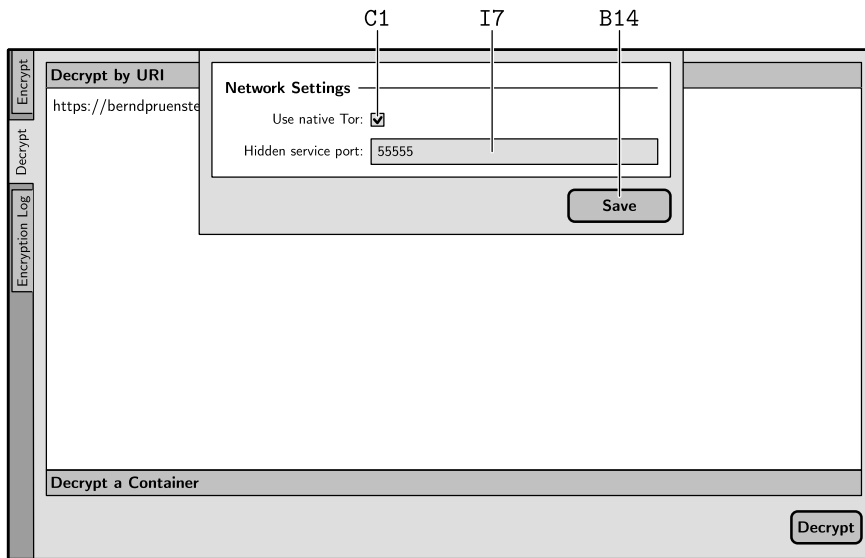 C1 I7 B14
Encrypt
Decrypt
Encryption Log
Decrypt by URI
https://berndpruenste
Network Settings
Use native Tor:
Hidden service port: 55555
Save
Decrypt a Container
Decrypt